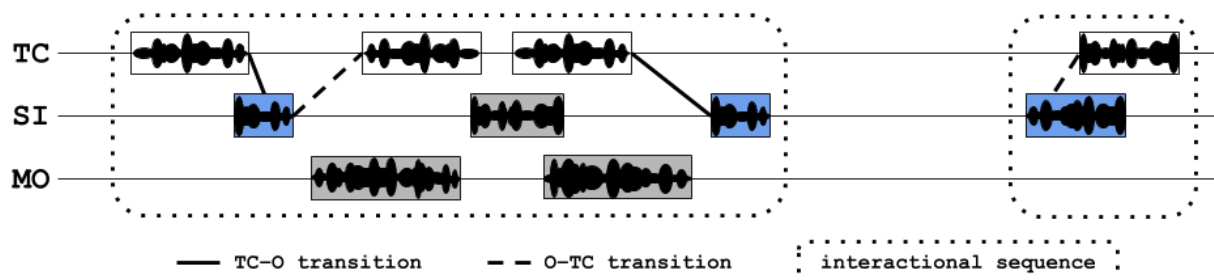 TC
SI
MO
TC-O transition
O-TC transition
interactional sequence